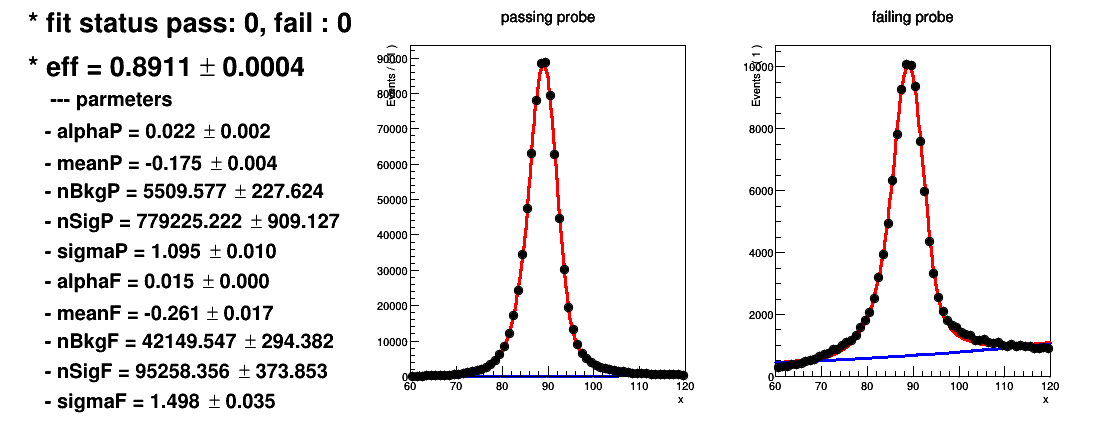 * fit status pass: 0, fail : 0
* eff = 0.8911 ± 0.0004
--- parmeters
- alphaP = 0.022 ± 0.002
- meanP = -0.175 ± 0.004
- nBkgP = 5509.577 ± 227.624
- nSigP = 779225.222 ± 909.127
- sigmaP = 1.095 ± 0.010
- alphaF = 0.015 ± 0.000
- meanF = -0.261 ± 0.017
- nBkgF = 42149.547 ± 294.382
- nSigF = 95258.356 ± 373.853
- sigmaF = 1.498 ± 0.035
passing probe
Events /
90000
80000
70000
60000
50000
40000
30000
20000
10000
0
60 70 80 90 100 110 120
x
failing probe
Events
10000
8000
6000
4000
2000
0
60 70 80 90 100 110 120
x